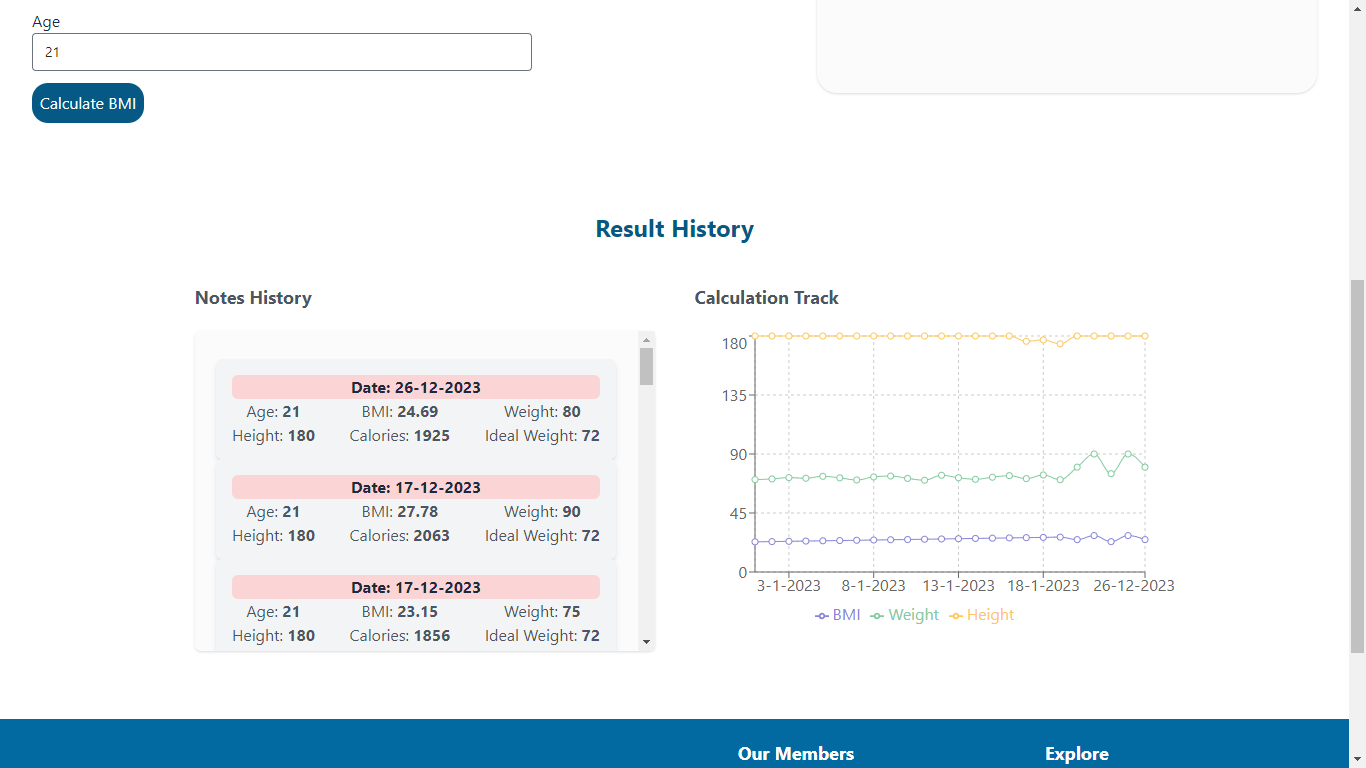 Age
21
Calculate BMI
Result History
Notes History
Date: 26-12-2023
Age: 21 BMI: 24.69 Weight: 80
Height: 180 Calories: 1925 Ideal Weight: 72
Date: 17-12-2023
Age: 21 BMI: 27.78 Weight: 90
Height: 180 Calories: 2063 Ideal Weight: 72
Date: 17-12-2023
Age: 21 BMI: 23.15 Weight: 75
Height: 180 Calories: 1856 Ideal Weight: 72
Calculation Track
180
135
90
45
0
3-1-2023 8-1-2023 13-1-2023 18-1-2023 26-12-2023
BMI Weight Height
Our Members Explore